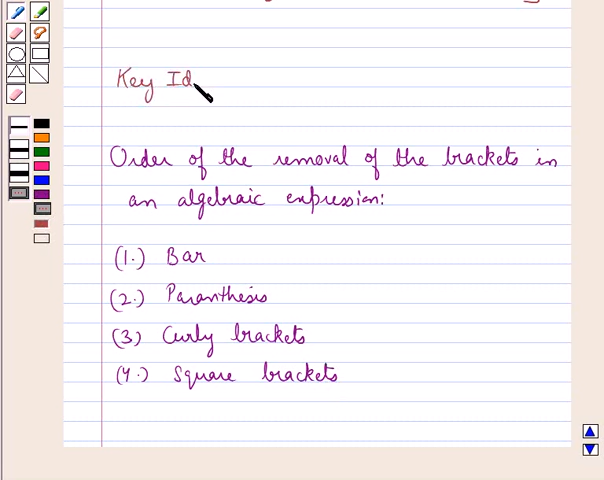 Key Id
Order of the removal of the brackets in
an algebraic expression:
(1.) Bar
(2.) Paranthesis
(3) Curly brackets
(4.) Square brackets